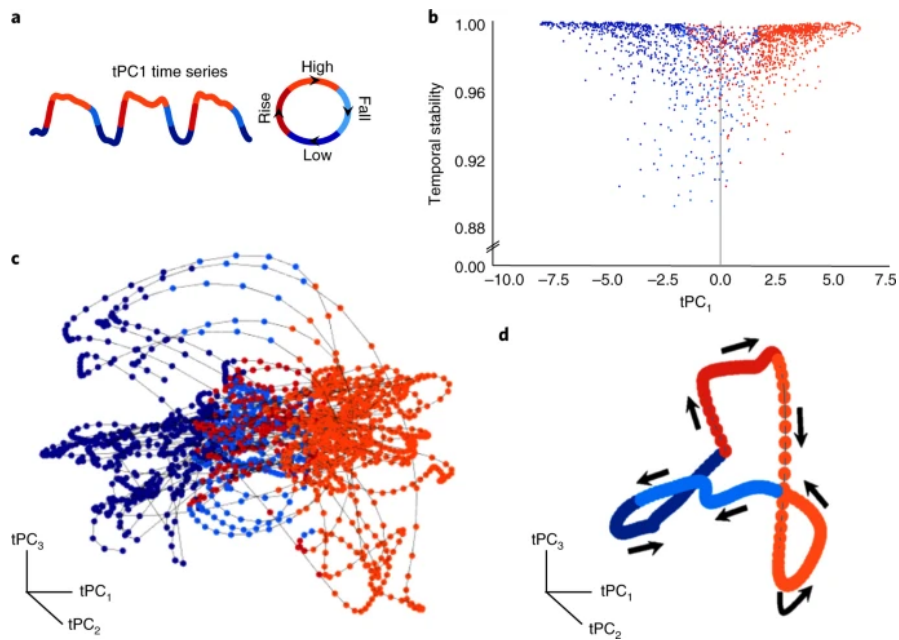 a
tPC1 time series
High
Rise
Fall
Low
b
Temporal stability
1.00
0.96
0.92
0.88
0.00
−10.0 −7.5 −5.0 −2.5 0.0 2.5 5.0 7.5
tPC1
c
tPC3
tPC1
tPC2
d
tPC3
tPC1
tPC2